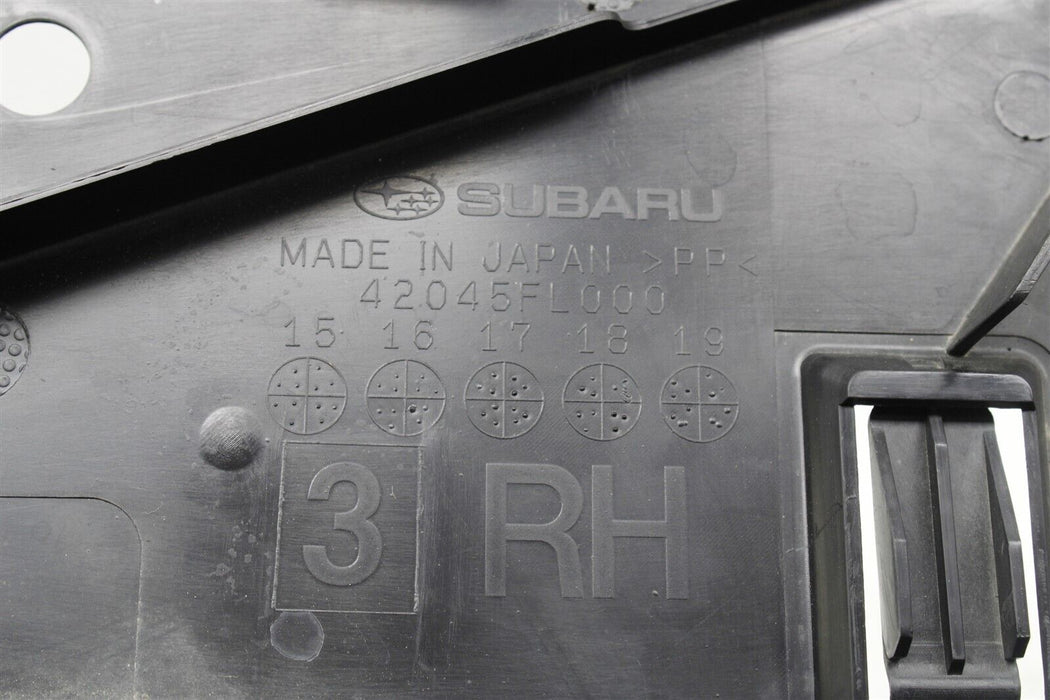 SUBARU
MADE IN JAPAN >PP<
42045FL000
15 16 17 18 19
3 RH